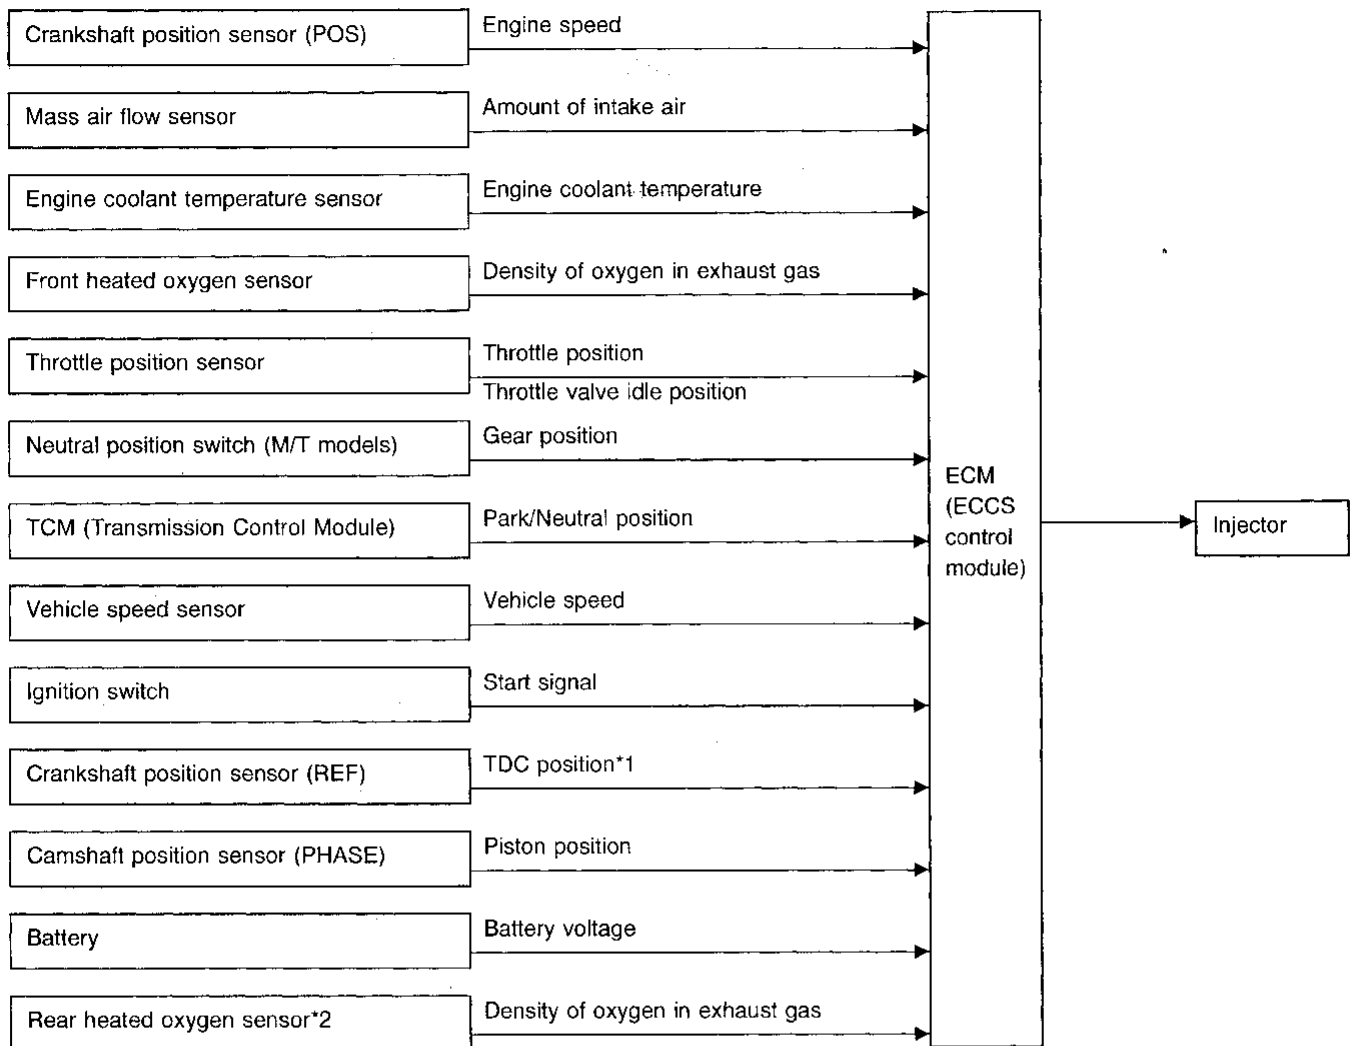 Crankshaft position sensor (POS)
Engine speed
Mass air flow sensor
Amount of intake air
Engine coolant temperature sensor
Engine coolant temperature
Front heated oxygen sensor
Density of oxygen in exhaust gas
Throttle position sensor
Throttle position
Throttle valve idle position
Neutral position switch (M/T models)
Gear position
TCM (Transmission Control Module)
Park/Neutral position
Vehicle speed sensor
Vehicle speed
Ignition switch
Start signal
Crankshaft position sensor (REF)
TDC position*1
Camshaft position sensor (PHASE)
Piston position
Battery
Battery voltage
Rear heated oxygen sensor*2
Density of oxygen in exhaust gas
ECM
(ECCS
control
module)
Injector